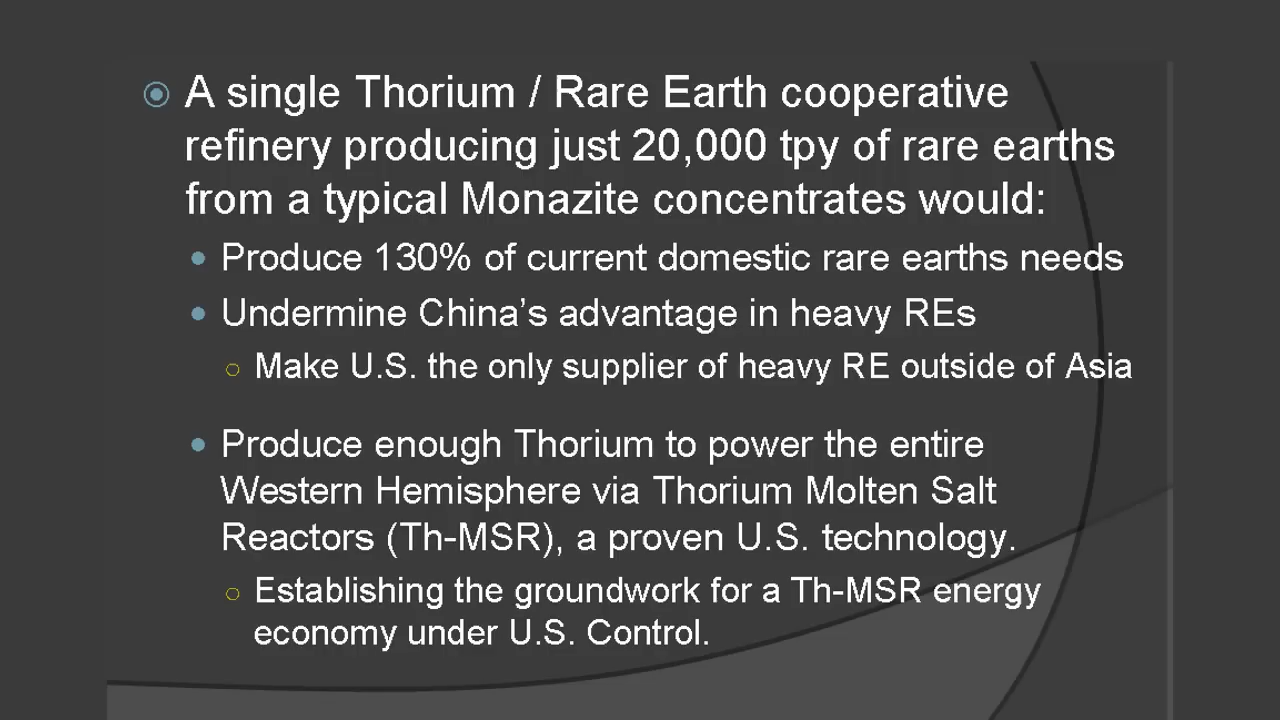 A single Thorium / Rare Earth cooperative
refinery producing just 20,000 tpy of rare earths
from a typical Monazite concentrates would:
Produce 130% of current domestic rare earths needs
Undermine China's advantage in heavy REs
Make U.S. the only supplier of heavy RE outside of Asia
Produce enough Thorium to power the entire
Western Hemisphere via Thorium Molten Salt
Reactors (Th-MSR), a proven U.S. technology.
Establishing the groundwork for a Th-MSR energy
economy under U.S. Control.